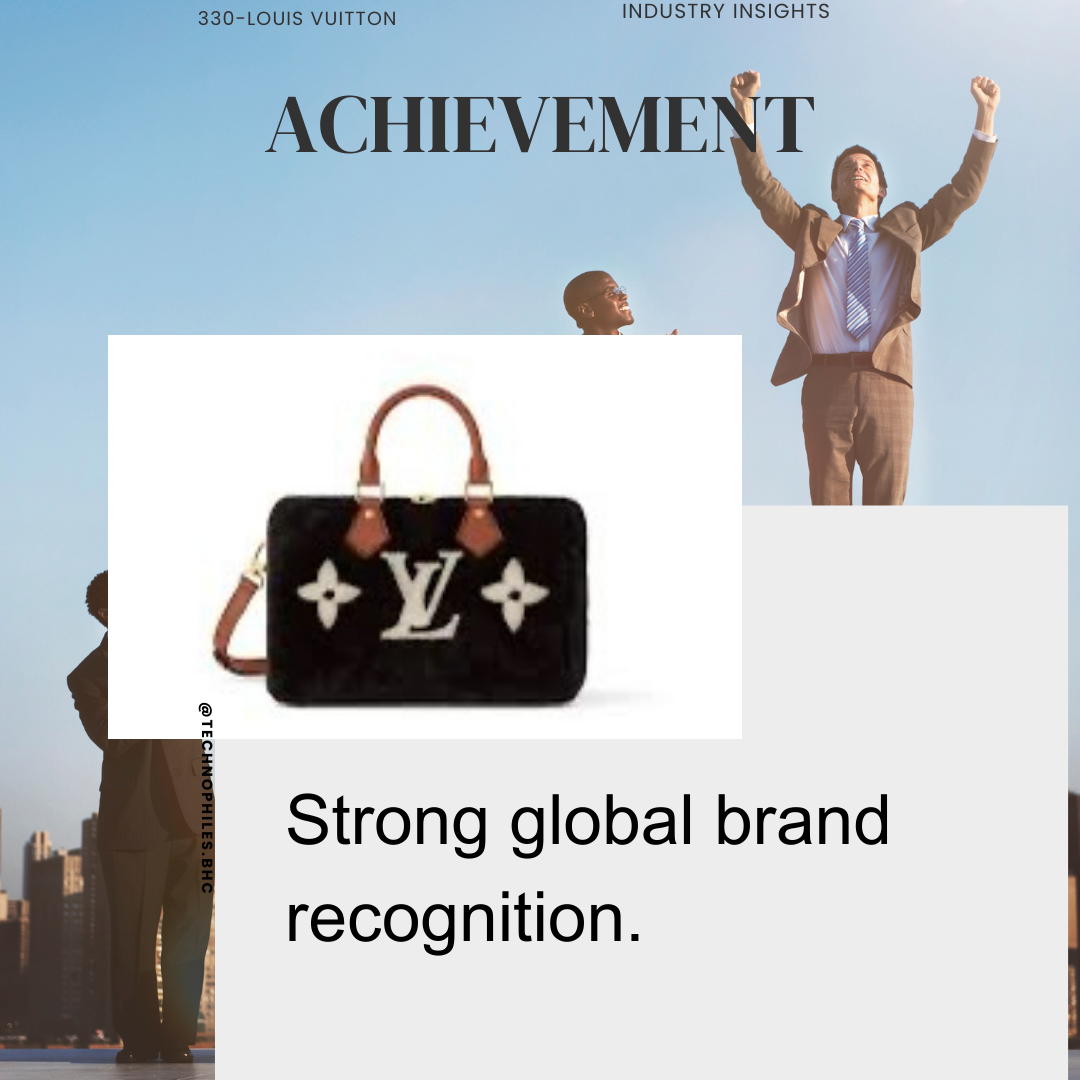 330-LOUIS VUITTON
INDUSTRY INSIGHTS
ACHIEVEMENT
LV
@TECHNOPHILES.BHC
Strong global brand
recognition.